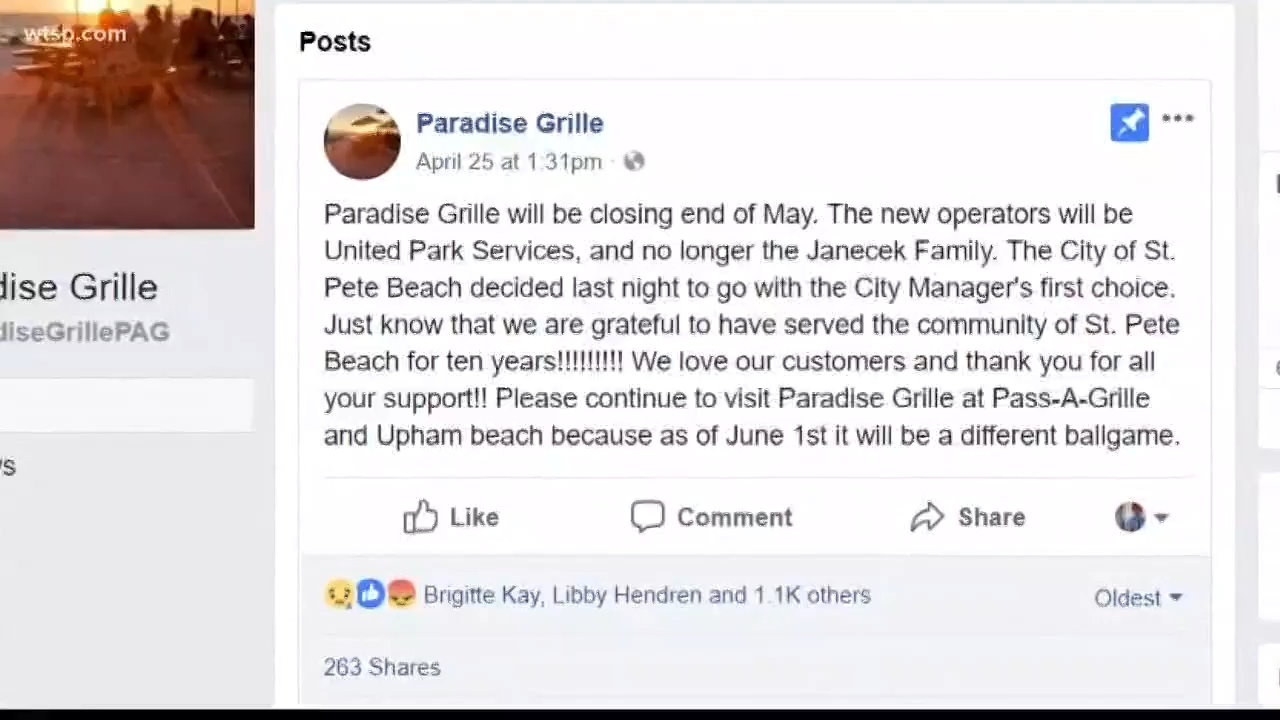 wtsp.com
Posts
Paradise Grille
April 25 at 1:31pm
Paradise Grille will be closing end of May. The new operators will be
United Park Services, and no longer the Janecek Family. The City of St.
Pete Beach decided last night to go with the City Manager's first choice.
Just know that we are grateful to have served the community of St. Pete
Beach for ten years!!!!!!!!! We love our customers and thank you for all
your support!! Please continue to visit Paradise Grille at Pass-A-Grille
and Upham beach because as of June 1st it will be a different ballgame.
Like Comment Share
Brigitte Kay, Libby Hendren and 1.1K others
Oldest
263 Shares
dise Grille
diseGrillePAG
s